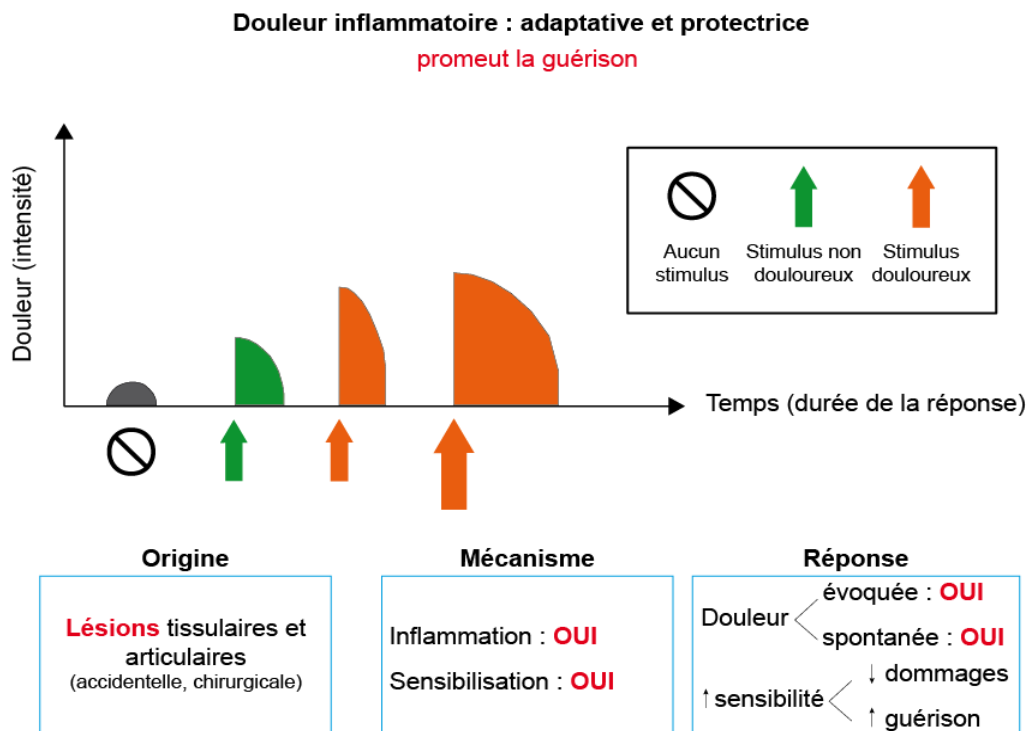 Douleur inflammatoire : adaptative et protectrice
promeut la guérison
Douleur (intensité)
Aucun
stimulus
Stimulus non
douloureux
Stimulus
douloureux
Temps (durée de la réponse)
Origine
Lésions tissulaires et
articulaires
(accidentelle, chirurgicale)
Mécanisme
Inflammation : OUI
Sensibilisation : OUI
Réponse
Douleur
évoquée : OUI
spontanée : OUI
↑ sensibilité
↓ dommages
↑ guérison